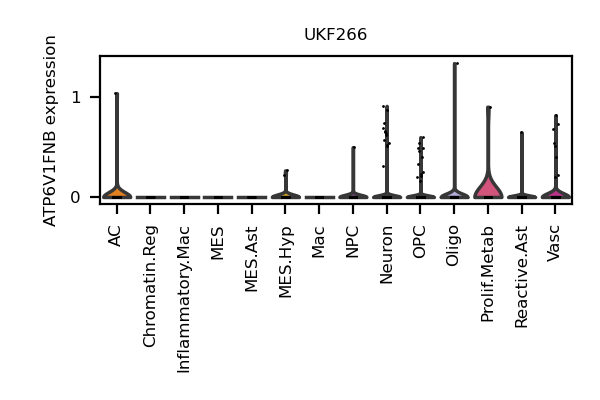 UKF266
ATP6V1FNB expression
1
0
AC
Chromatin.Reg
Inflammatory.Mac
MES
MES.Ast
MES.Hyp
Mac
NPC
Neuron
OPC
Oligo
Prolif.Metab
Reactive.Ast
Vasc